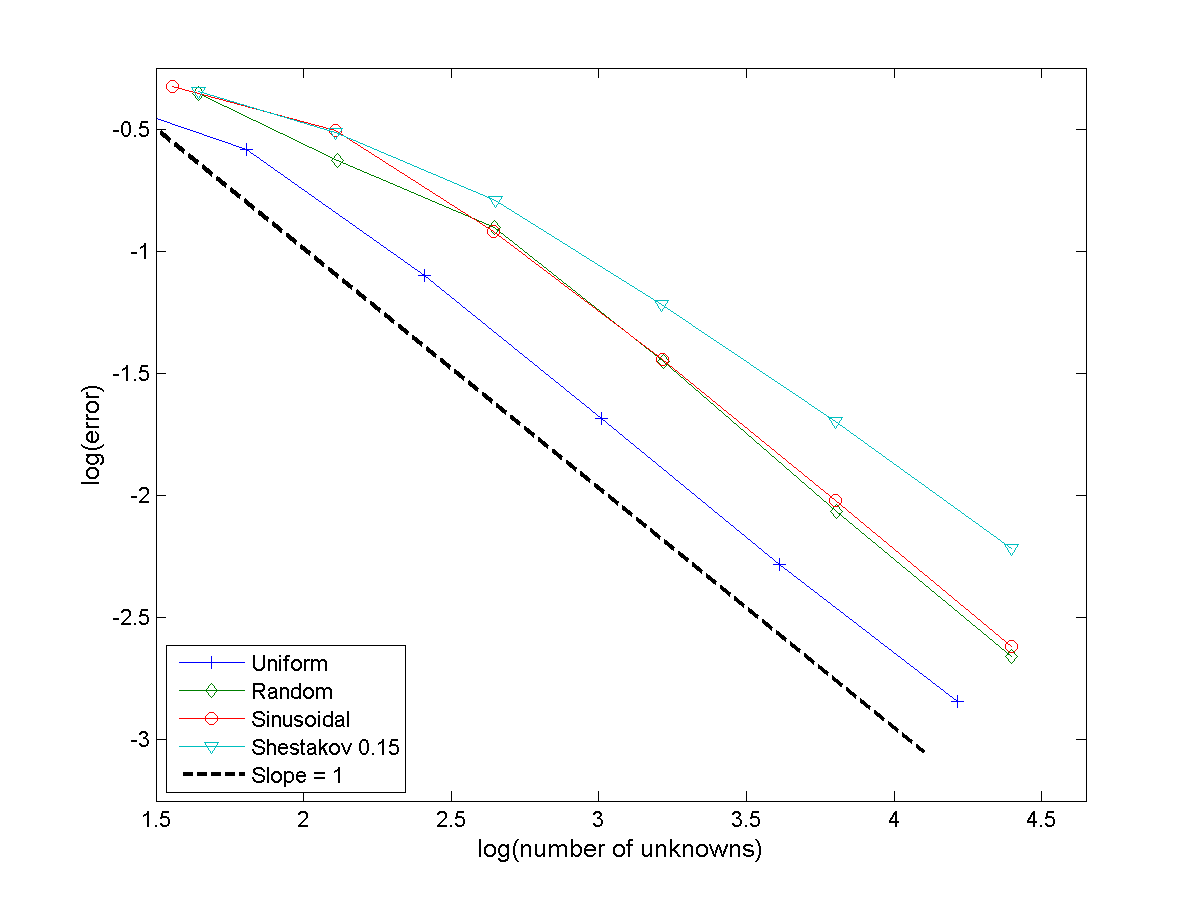 -0.5
-1
-1.5
-2
-2.5
-3
log(error)
Uniform
Random
Sinusoidal
Shestakov 0.15
Slope = 1
1.5 2 2.5 3 3.5 4 4.5
log(number of unknowns)